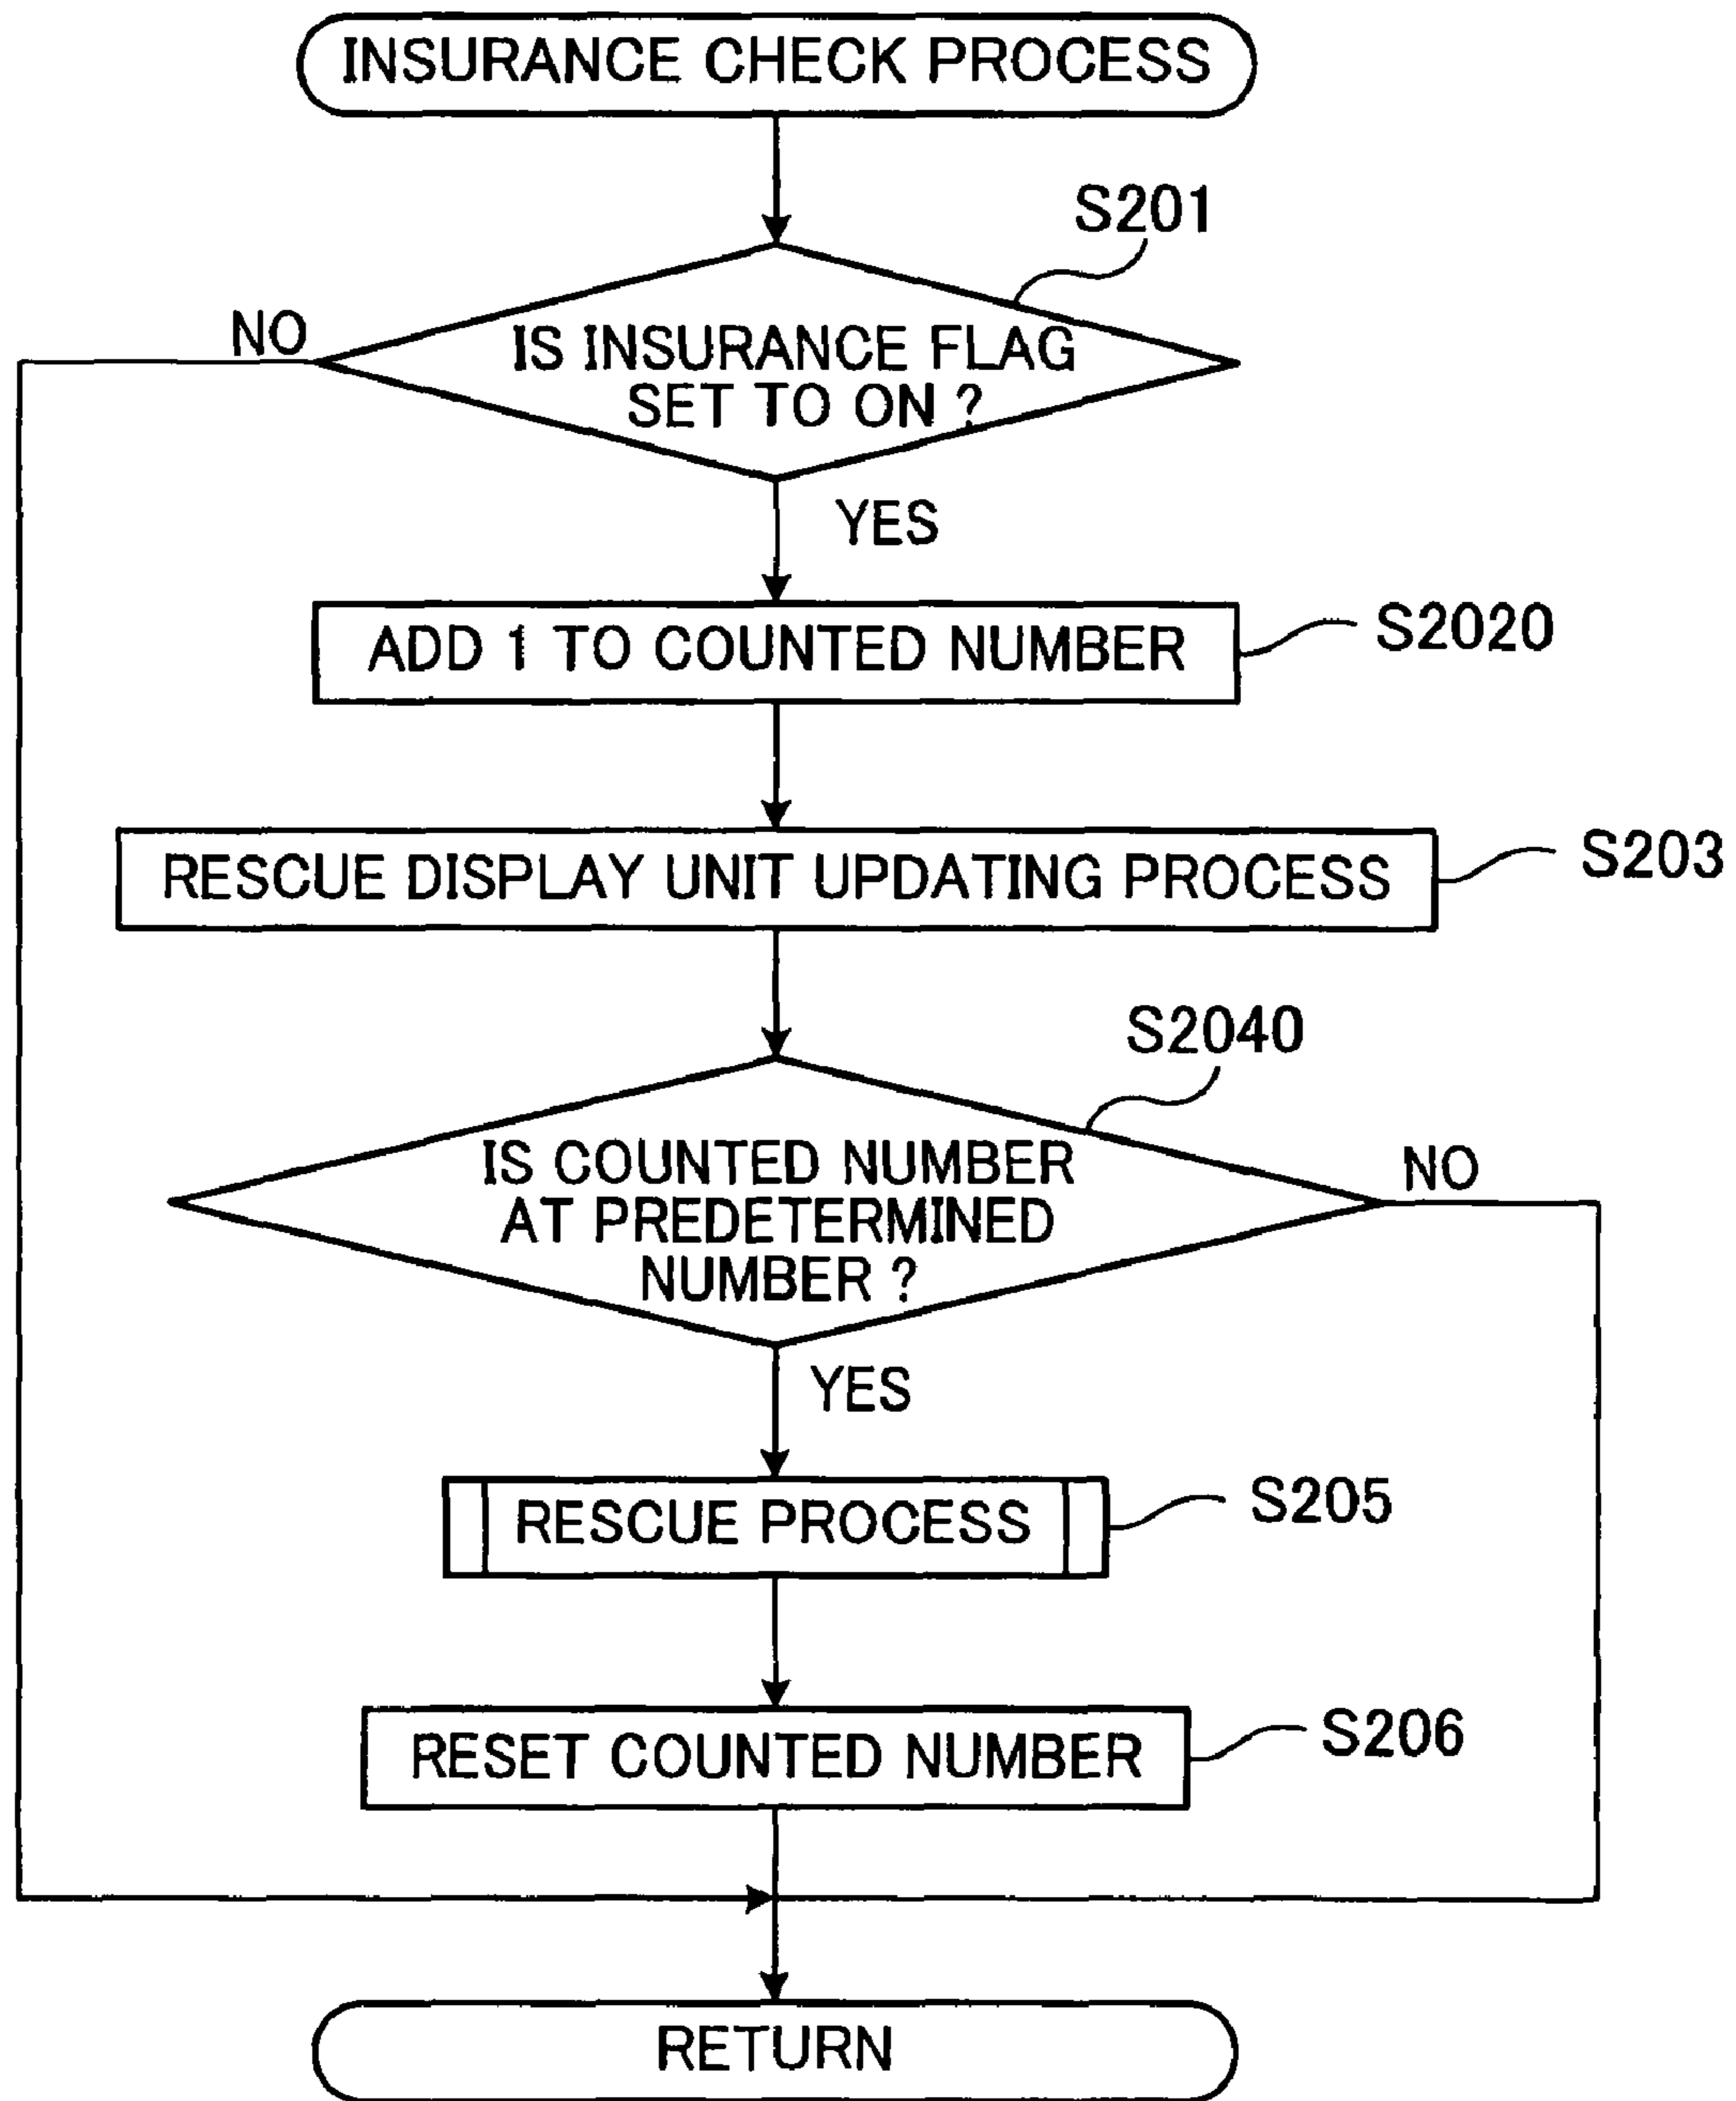 INSURANCE CHECK PROCESS
S201
NO
IS INSURANCE FLAG
SET TO ON ?
YES
ADD 1 TO COUNTED NUMBER
S2020
RESCUE DISPLAY UNIT UPDATING PROCESS
S203
S2040
IS COUNTED NUMBER
AT PREDETERMINED
NUMBER ?
NO
YES
RESCUE PROCESS
S205
RESET COUNTED NUMBER
S206
RETURN